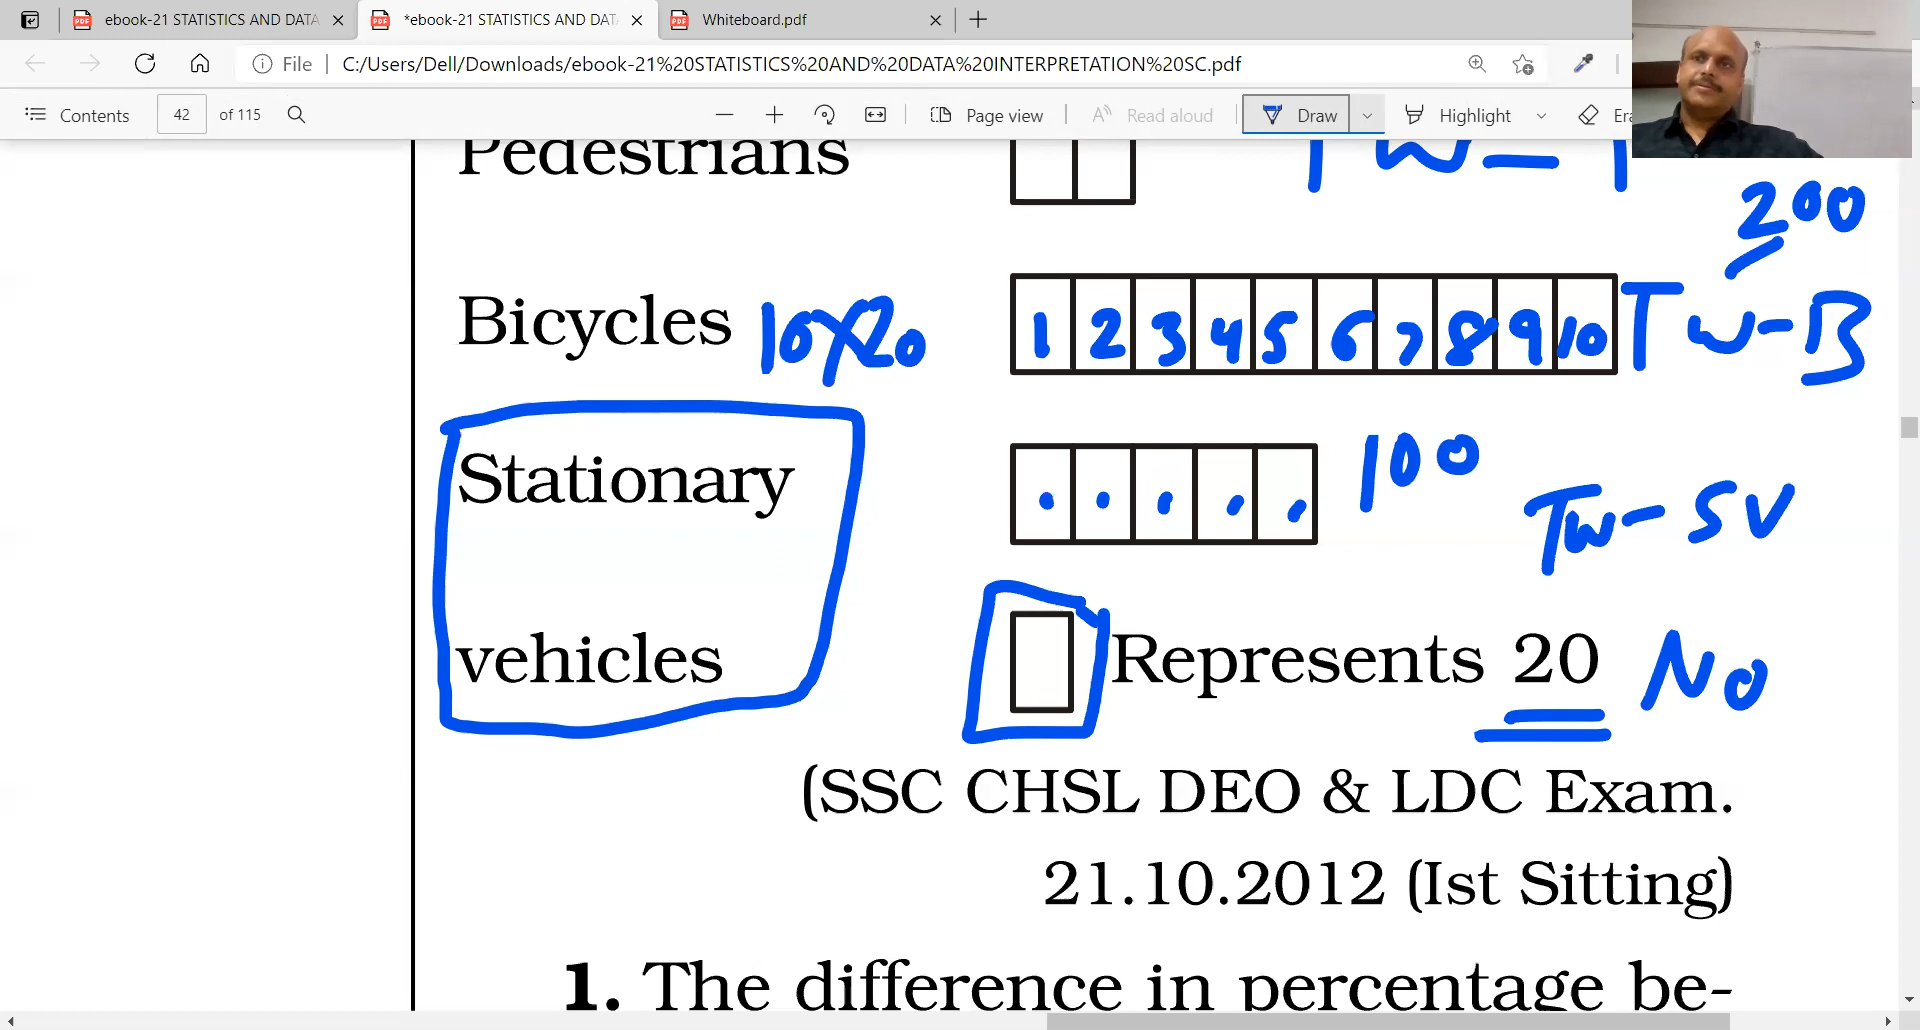 ebook-21 STATISTICS AND DATA
*ebook-21 STATISTICS AND DAT
Whiteboard.pdf
File | C:/Users/Dell/Downloads/ebook-21%20STATISTICS%20AND%20DATA%20INTERPRETATION%20SC.pdf
Contents 42 of 115 Page view Read aloud Draw Highlight Era
Pedestrians TW –
200
Bicycles 10X20 1 2 3 4 5 6 7 8 9 10 TW – B
Stationary 100 TW – SV
vehicles Represents 20 No
(SSC CHSL DEO & LDC Exam.
21.10.2012 (Ist Sitting)
1. The difference in percentage be-